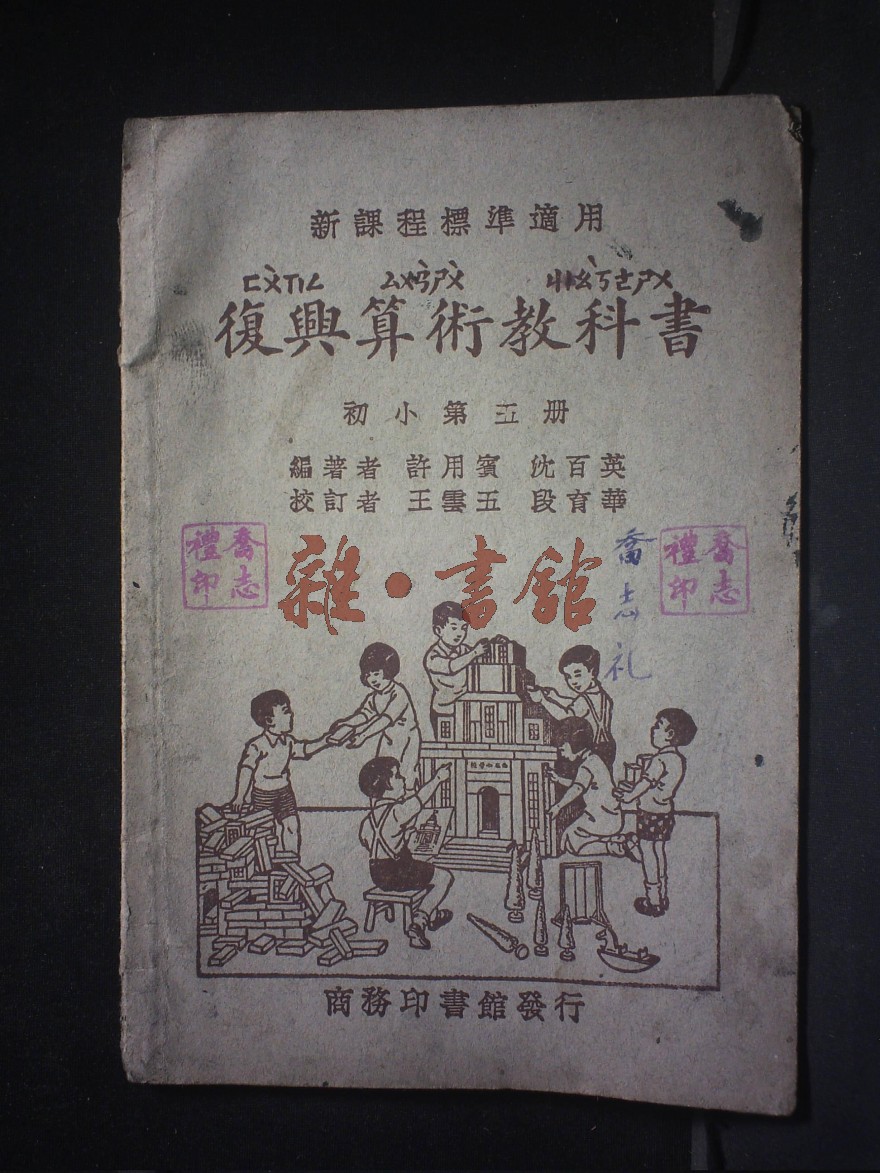 新課程標準適用
ㄈㄨˋㄒㄧㄥ ㄙㄨㄢˋㄕㄨˋ ㄐㄧㄠˋㄎㄜㄕㄨ
復興算術教科書
初小第五册
編著者 許用賓 沈百英
校訂者 王雲五 段育華
喬志禮印
雜·書館
喬志礼
喬志禮印
商務印書館發行